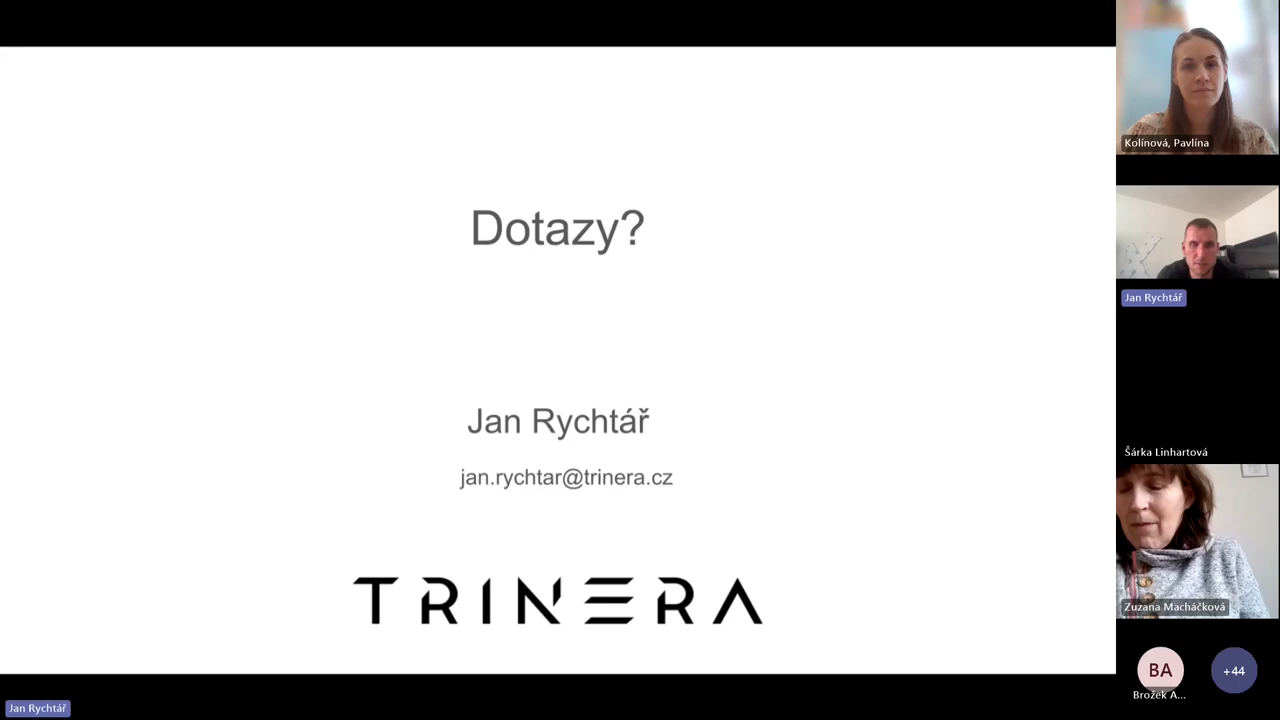 Dotazy?
Jan Rychtář
jan.rychtar@trinera.cz
TRINERA
Jan Rychtář
Kolínová, Pavlína
Jan Rychtář
Šárka Linhartová
Zuzana Macháčková
BA
Brožek A...
+44